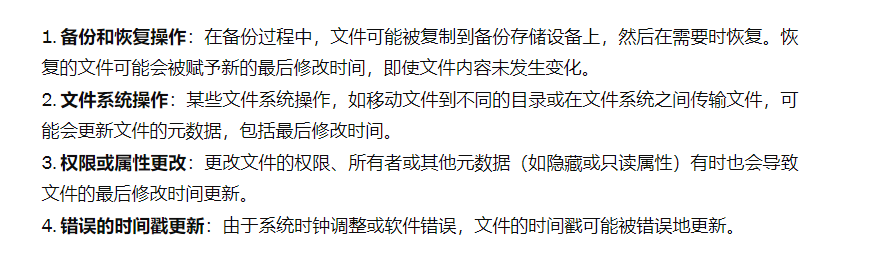 1. 备份和恢复操作：在备份过程中，文件可能被复制到备份存储设备上，然后在需要时恢复。恢
复的文件可能会被赋予新的最后修改时间，即使文件内容未发生变化。
2. 文件系统操作：某些文件系统操作，如移动文件到不同的目录或在文件系统之间传输文件，可
能会更新文件的元数据，包括最后修改时间。
3. 权限或属性更改：更改文件的权限、所有者或其他元数据（如隐藏或只读属性）有时也会导致
文件的最后修改时间更新。
4. 错误的时间戳更新：由于系统时钟调整或软件错误，文件的时间戳可能被错误地更新。